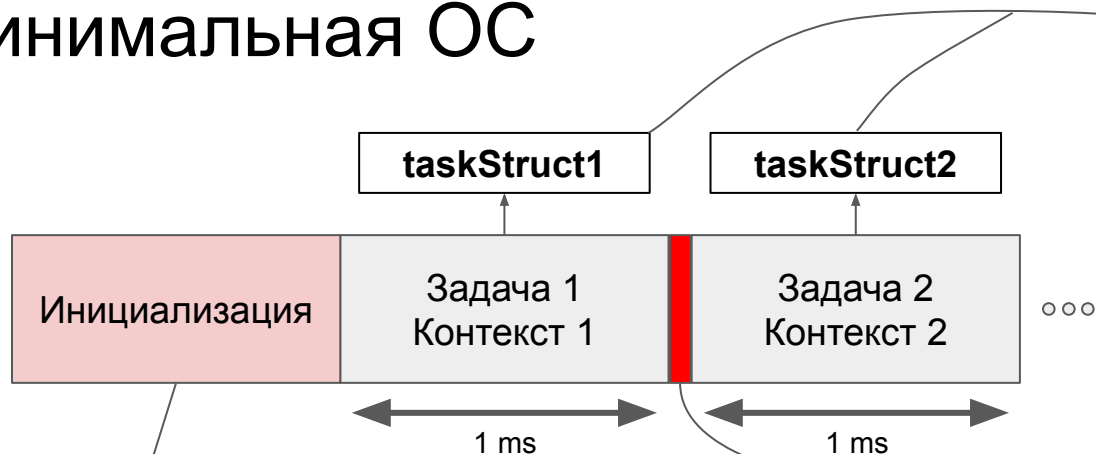 инимальная ОС
taskStruct1
taskStruct2
Инициализация
Задача 1
Контекст 1
Задача 2
Контекст 2
1 ms
1 ms